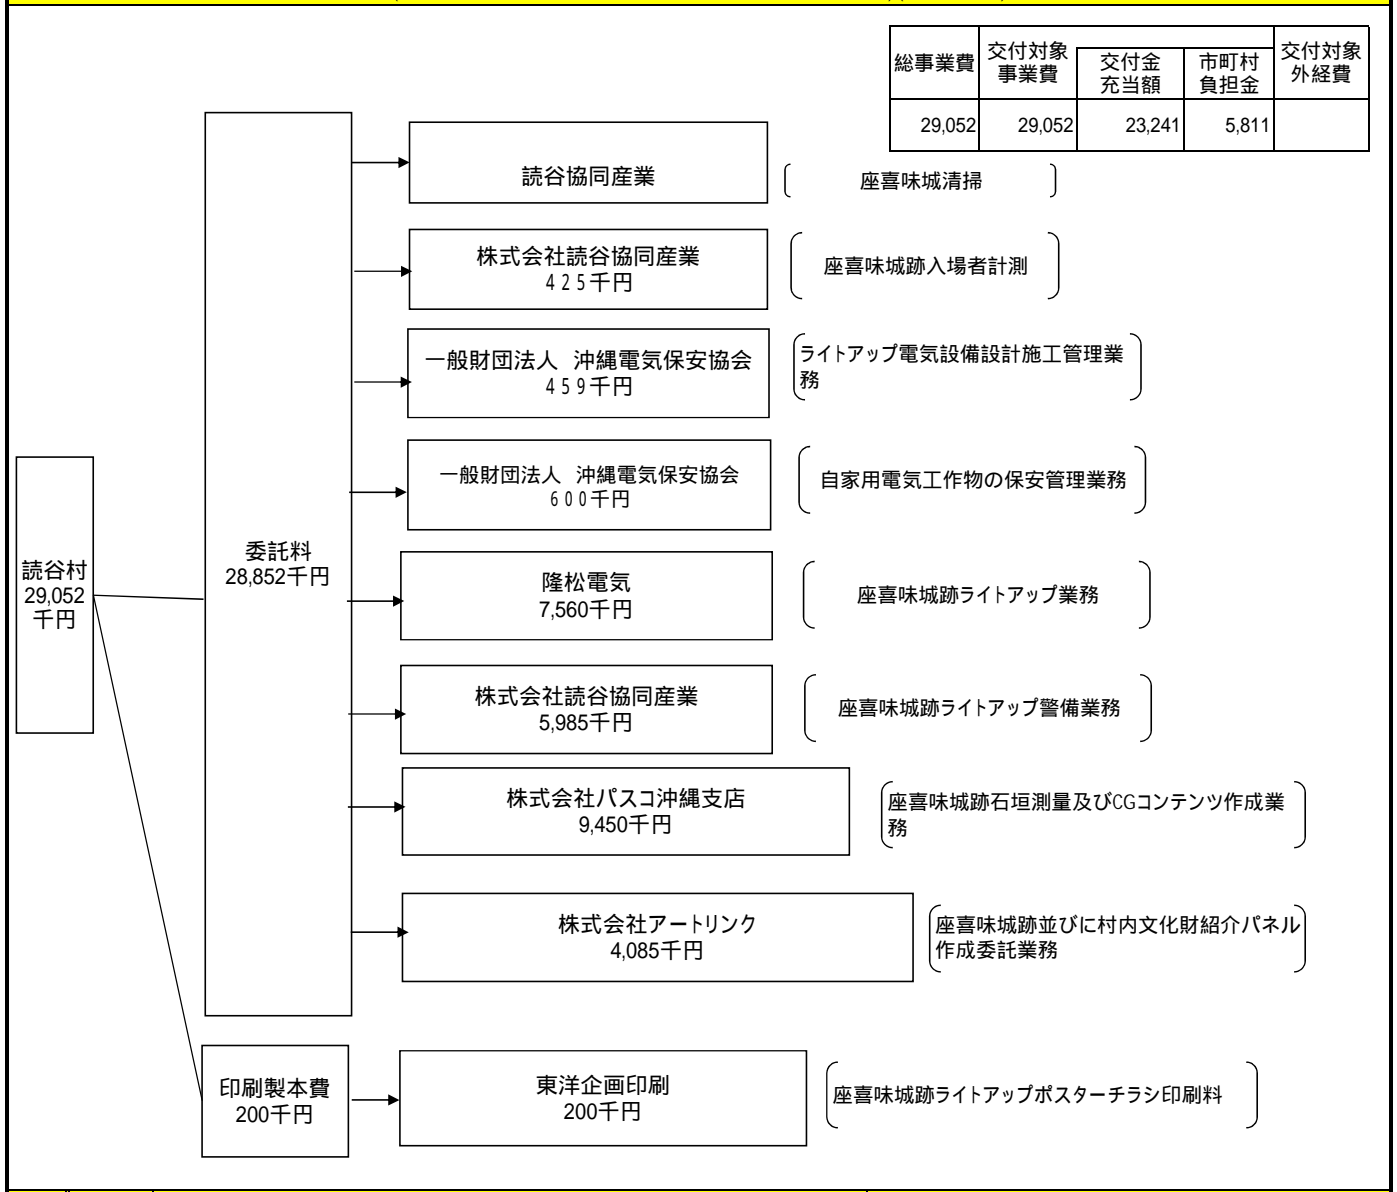 総事業費
交付対象
事業費
交付金
充当額
市町村
負担金
交付対象
外経費
29,052
29,052
23,241
5,811
読谷村
29,052
千円
委託料
28,852千円
読谷協同産業
座喜味城清掃
株式会社読谷協同産業
425千円
座喜味城跡入場者計測
一般財団法人 沖縄電気保安協会
459千円
ライトアップ電気設備設計施工管理業
務
一般財団法人 沖縄電気保安協会
600千円
自家用電気工作物の保安管理業務
隆松電気
7,560千円
座喜味城跡ライトアップ業務
株式会社読谷協同産業
5,985千円
座喜味城跡ライトアップ警備業務
株式会社パスコ沖縄支店
9,450千円
座喜味城跡石垣測量及びCGコンテンツ作成業
務
株式会社アートリンク
4,085千円
座喜味城跡並びに村内文化財紹介パネル
作成委託業務
印刷製本費
200千円
東洋企画印刷
200千円
座喜味城跡ライトアップポスターチラシ印刷料